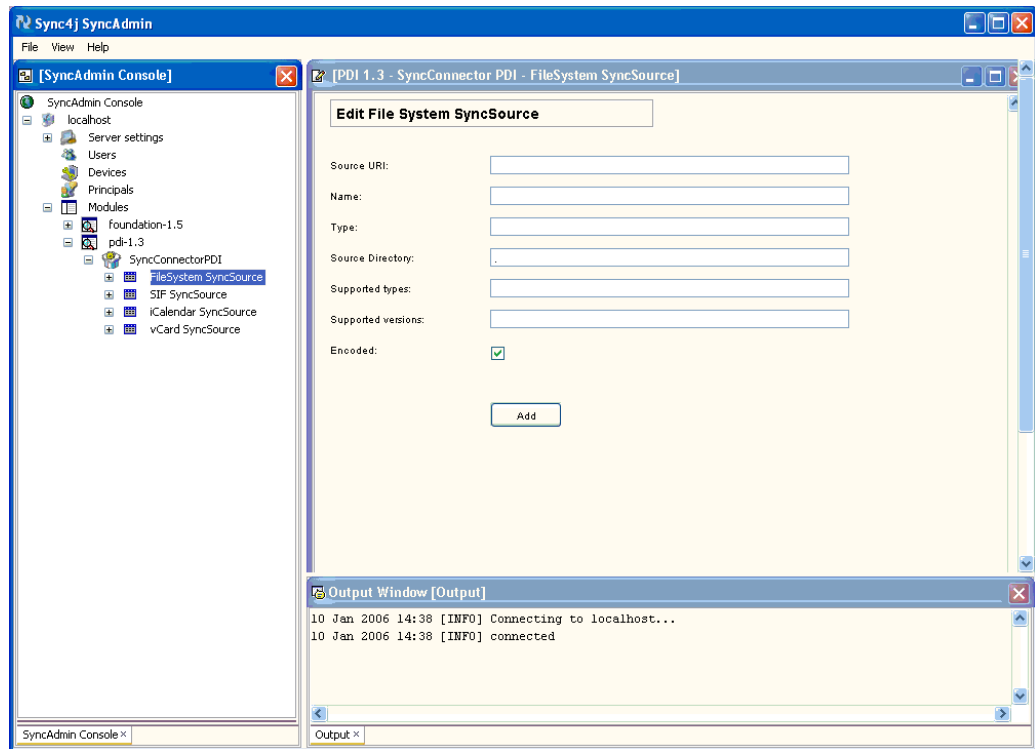 Sync4j SyncAdmin
File View Help
[SyncAdmin Console]
SyncAdmin Console
localhost
Server settings
Users
Devices
Principals
Modules
foundation-1.5
pdi-1.3
SyncConnectorPDI
FileSystem SyncSource
SIF SyncSource
iCalendar SyncSource
vCard SyncSource
SyncAdmin Console ×
[PDI 1.3 - SyncConnector PDI - FileSystem SyncSource]
Edit File System SyncSource
Source URI:
Name:
Type:
Source Directory: .
Supported types:
Supported versions:
Encoded:
Add
Output Window [Output]
10 Jan 2006 14:38 [INFO] Connecting to localhost...
10 Jan 2006 14:38 [INFO] connected
Output ×